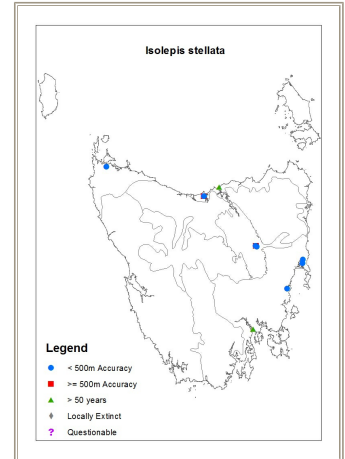 Isolepis stellata
Legend
< 500m Accuracy
>= 500m Accuracy
> 50 years
Locally Extinct
? Questionable